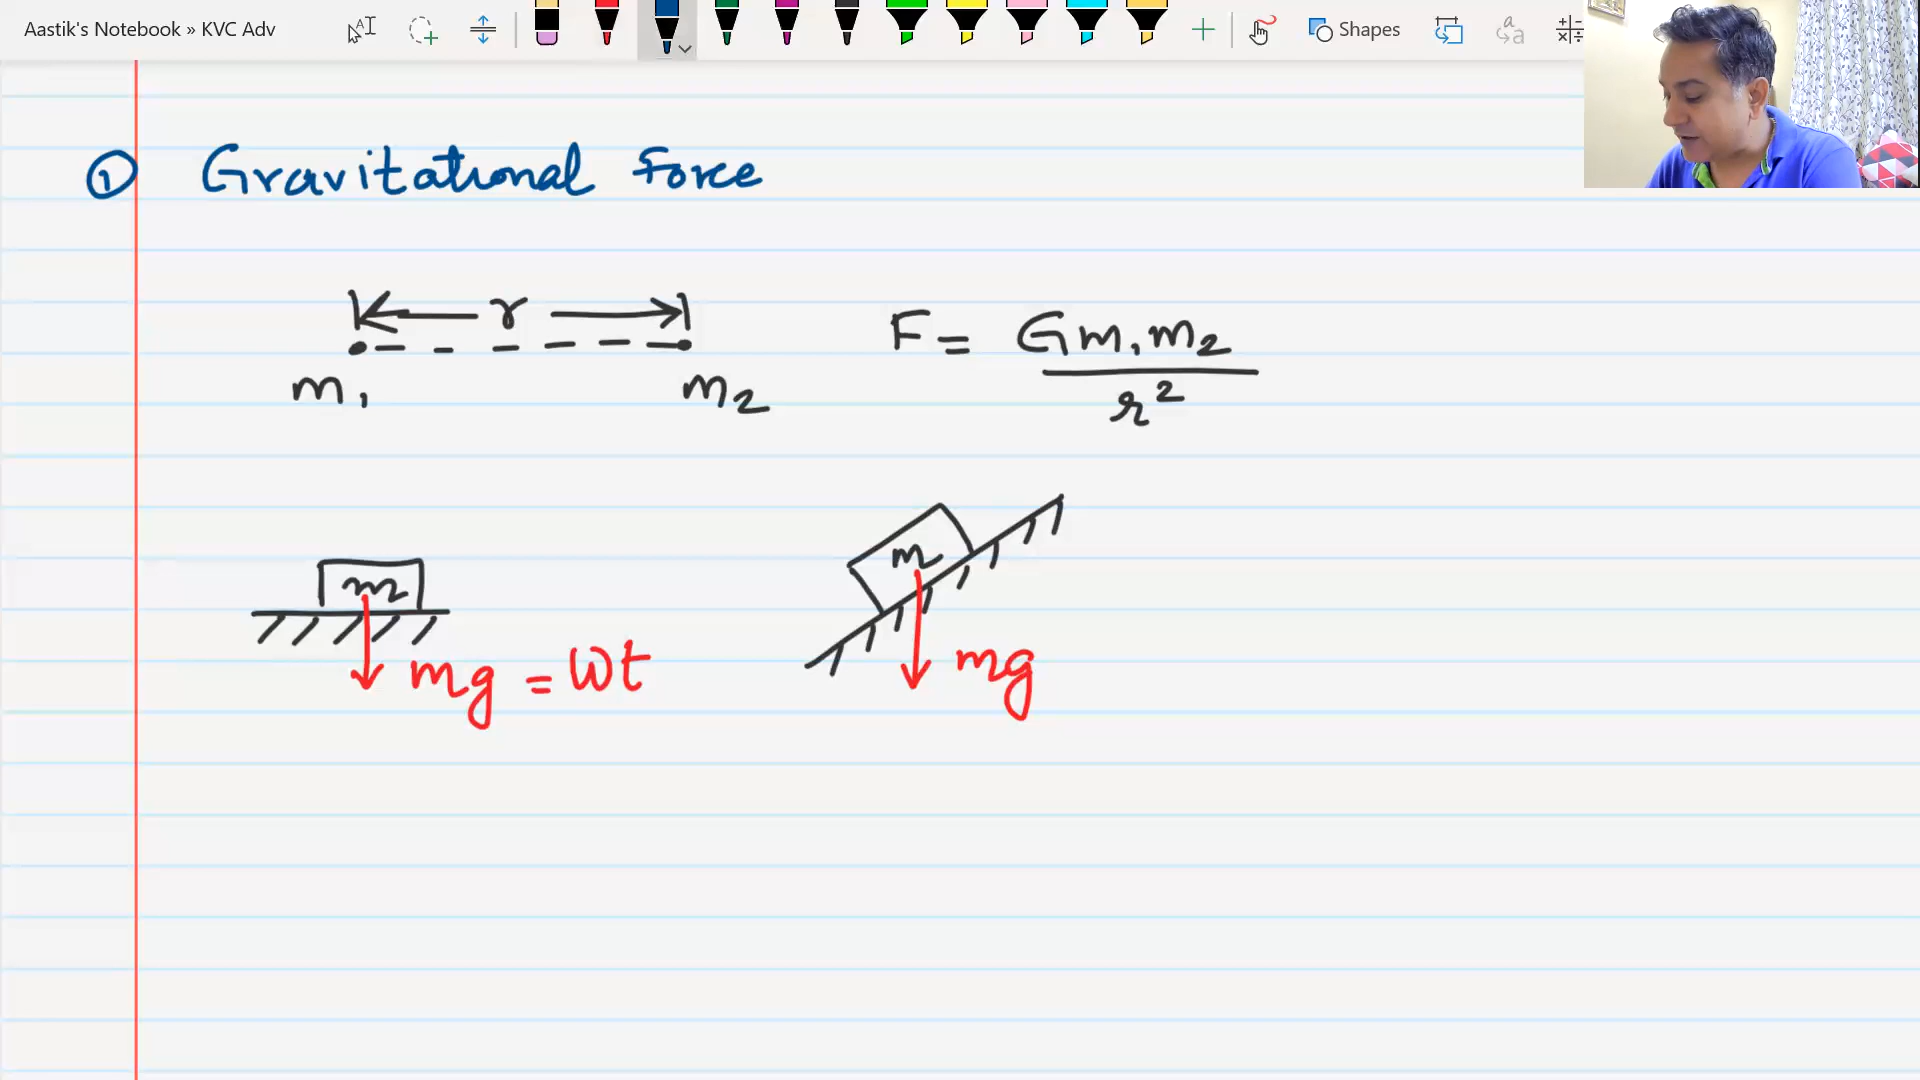 Aastik's Notebook » KVC Adv
Shapes
① Gravitational Force
r
m₁ m₂
F = Gm₁m₂
r²
m
m
mg = Wt
mg